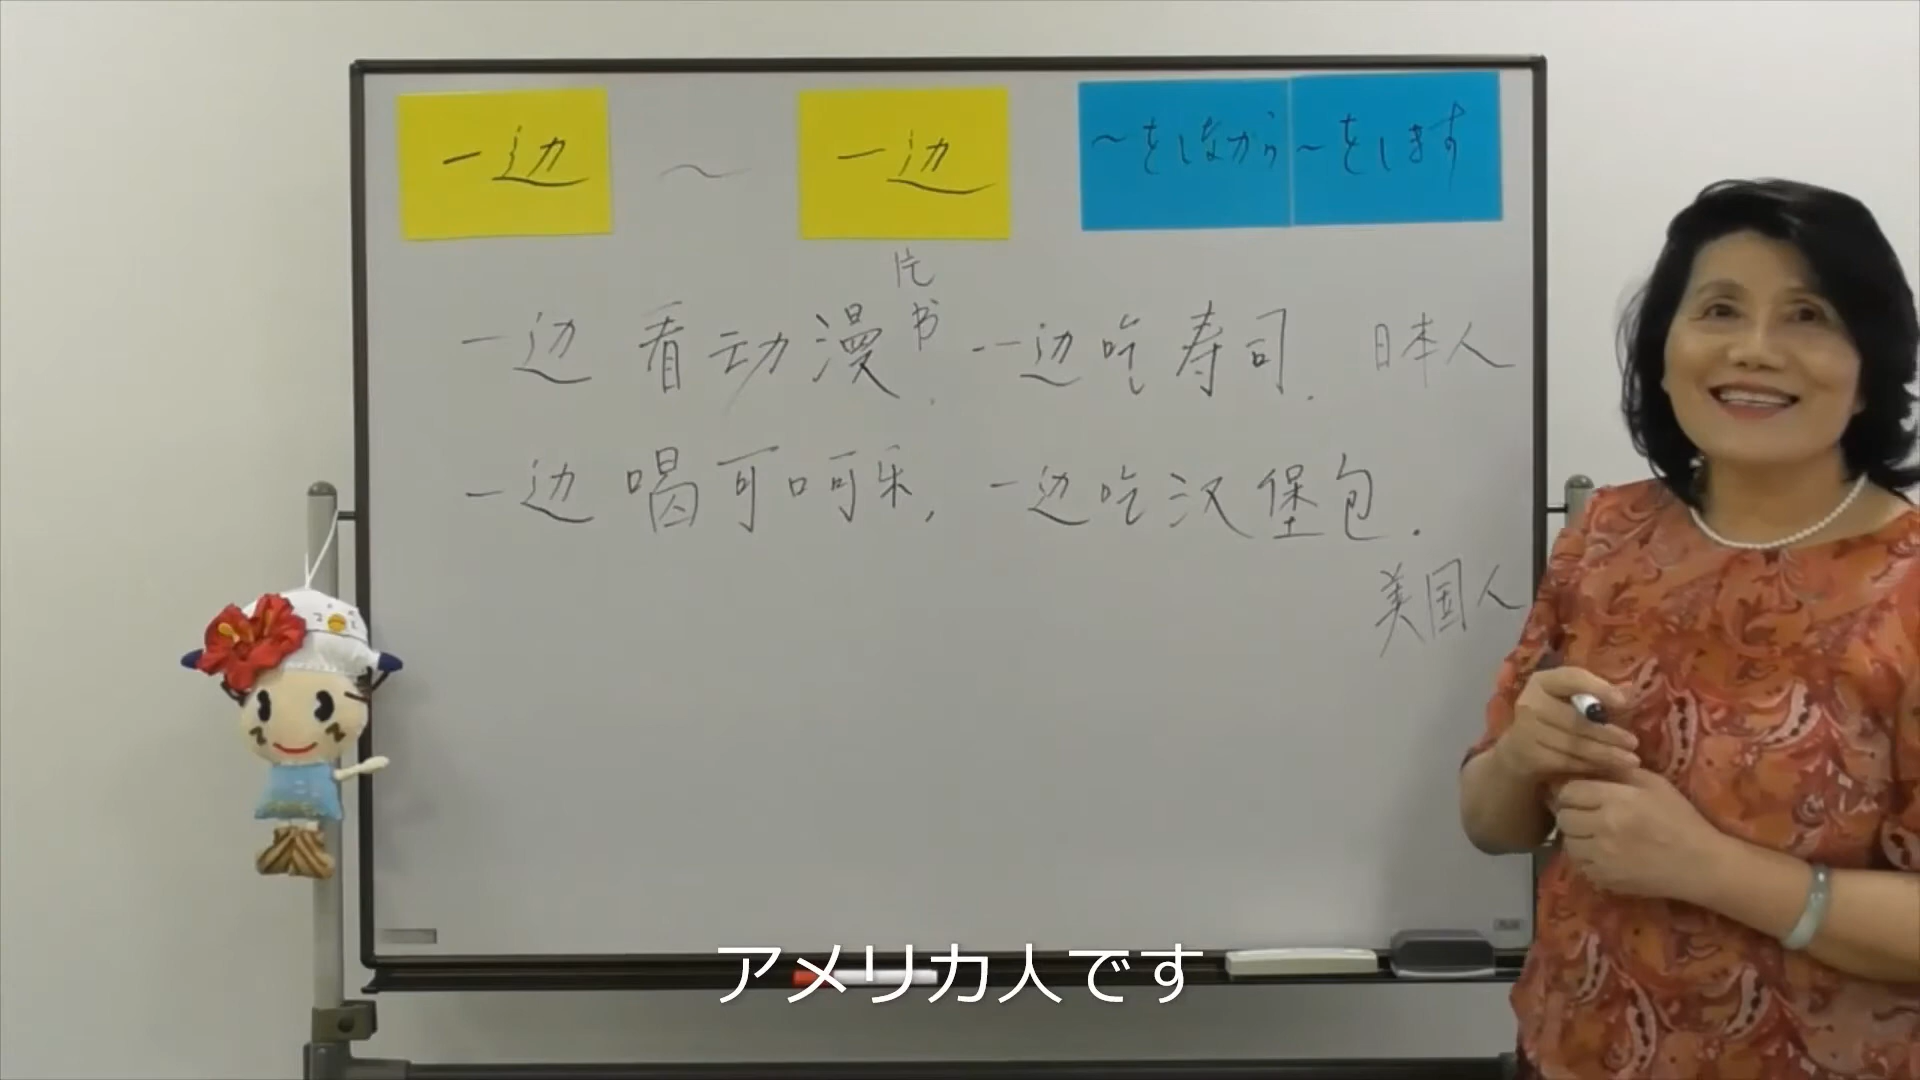 一边 ～ 一边 ～をしながら ～をします
片
一边看动漫书，一边吃寿司. 日本人
一边喝可口可乐，一边吃汉堡包.
美国人
アメリカ人です